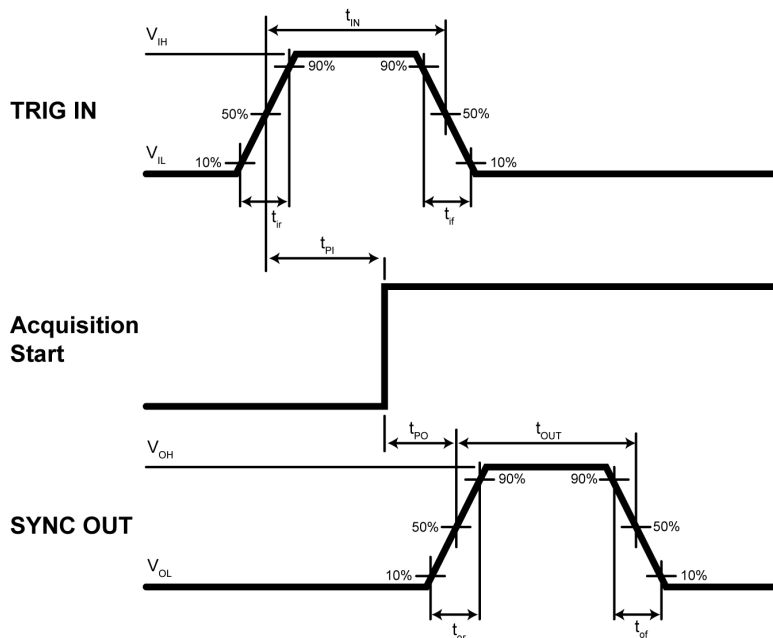 t_IN
V_IH
90% 90%
TRIG IN
50% 50%
V_IL
10% 10%
t_ir t_if
t_PI
Acquisition
Start
t_PO t_OUT
V_OH
90% 90%
SYNC OUT
50% 50%
V_OL
10% 10%
t_or t_of